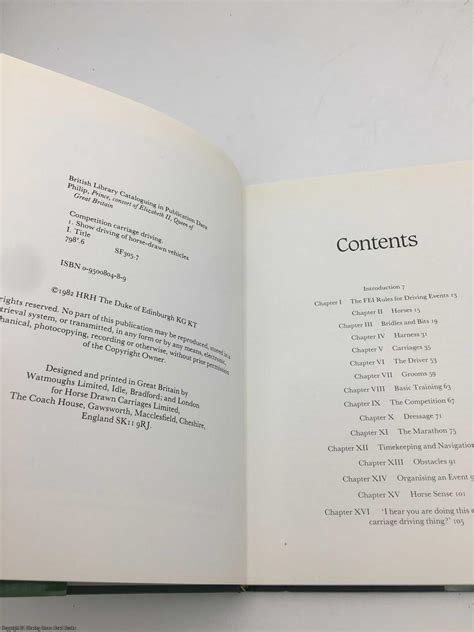 British Library Cataloguing in Publication Data
Philip, Prince, consort of Elizabeth II, Queen of
Great Britain
Competition carriage driving.
1. Show driving of horse-drawn vehicles
I. Title
798'.6 SF305.7
ISBN 0-9500804-8-9
©1982 HRH The Duke of Edinburgh KG KT
rights reserved. No part of this publication may be reproduced, stored in a
retrieval system, or transmitted, in any form or by any means, electronic,
chanical, photocopying, recording or otherwise, without prior permission
of the Copyright Owner.
Designed and printed in Great Britain by
Watmoughs Limited, Idle, Bradford; and London
for Horse Drawn Carriages Limited,
The Coach House, Gawsworth, Macclesfield, Cheshire,
England SK11 9RJ.
Contents
Introduction 7
Chapter I The FEI Rules for Driving Events 13
Chapter II Horses 15
Chapter III Bridles and Bits 19
Chapter IV Harness 31
Chapter V Carriages 35
Chapter VI The Driver 53
Chapter VII Grooms 59
Chapter VIII Basic Training 63
Chapter IX The Competition 67
Chapter X Dressage 71
Chapter XI The Marathon 75
Chapter XII Timekeeping and Navigation
Chapter XIII Obstacles 91
Chapter XIV Organising an Event 9
Chapter XV Horse Sense 101
Chapter XVI 'I hear you are doing this e
carriage driving thing?' 105